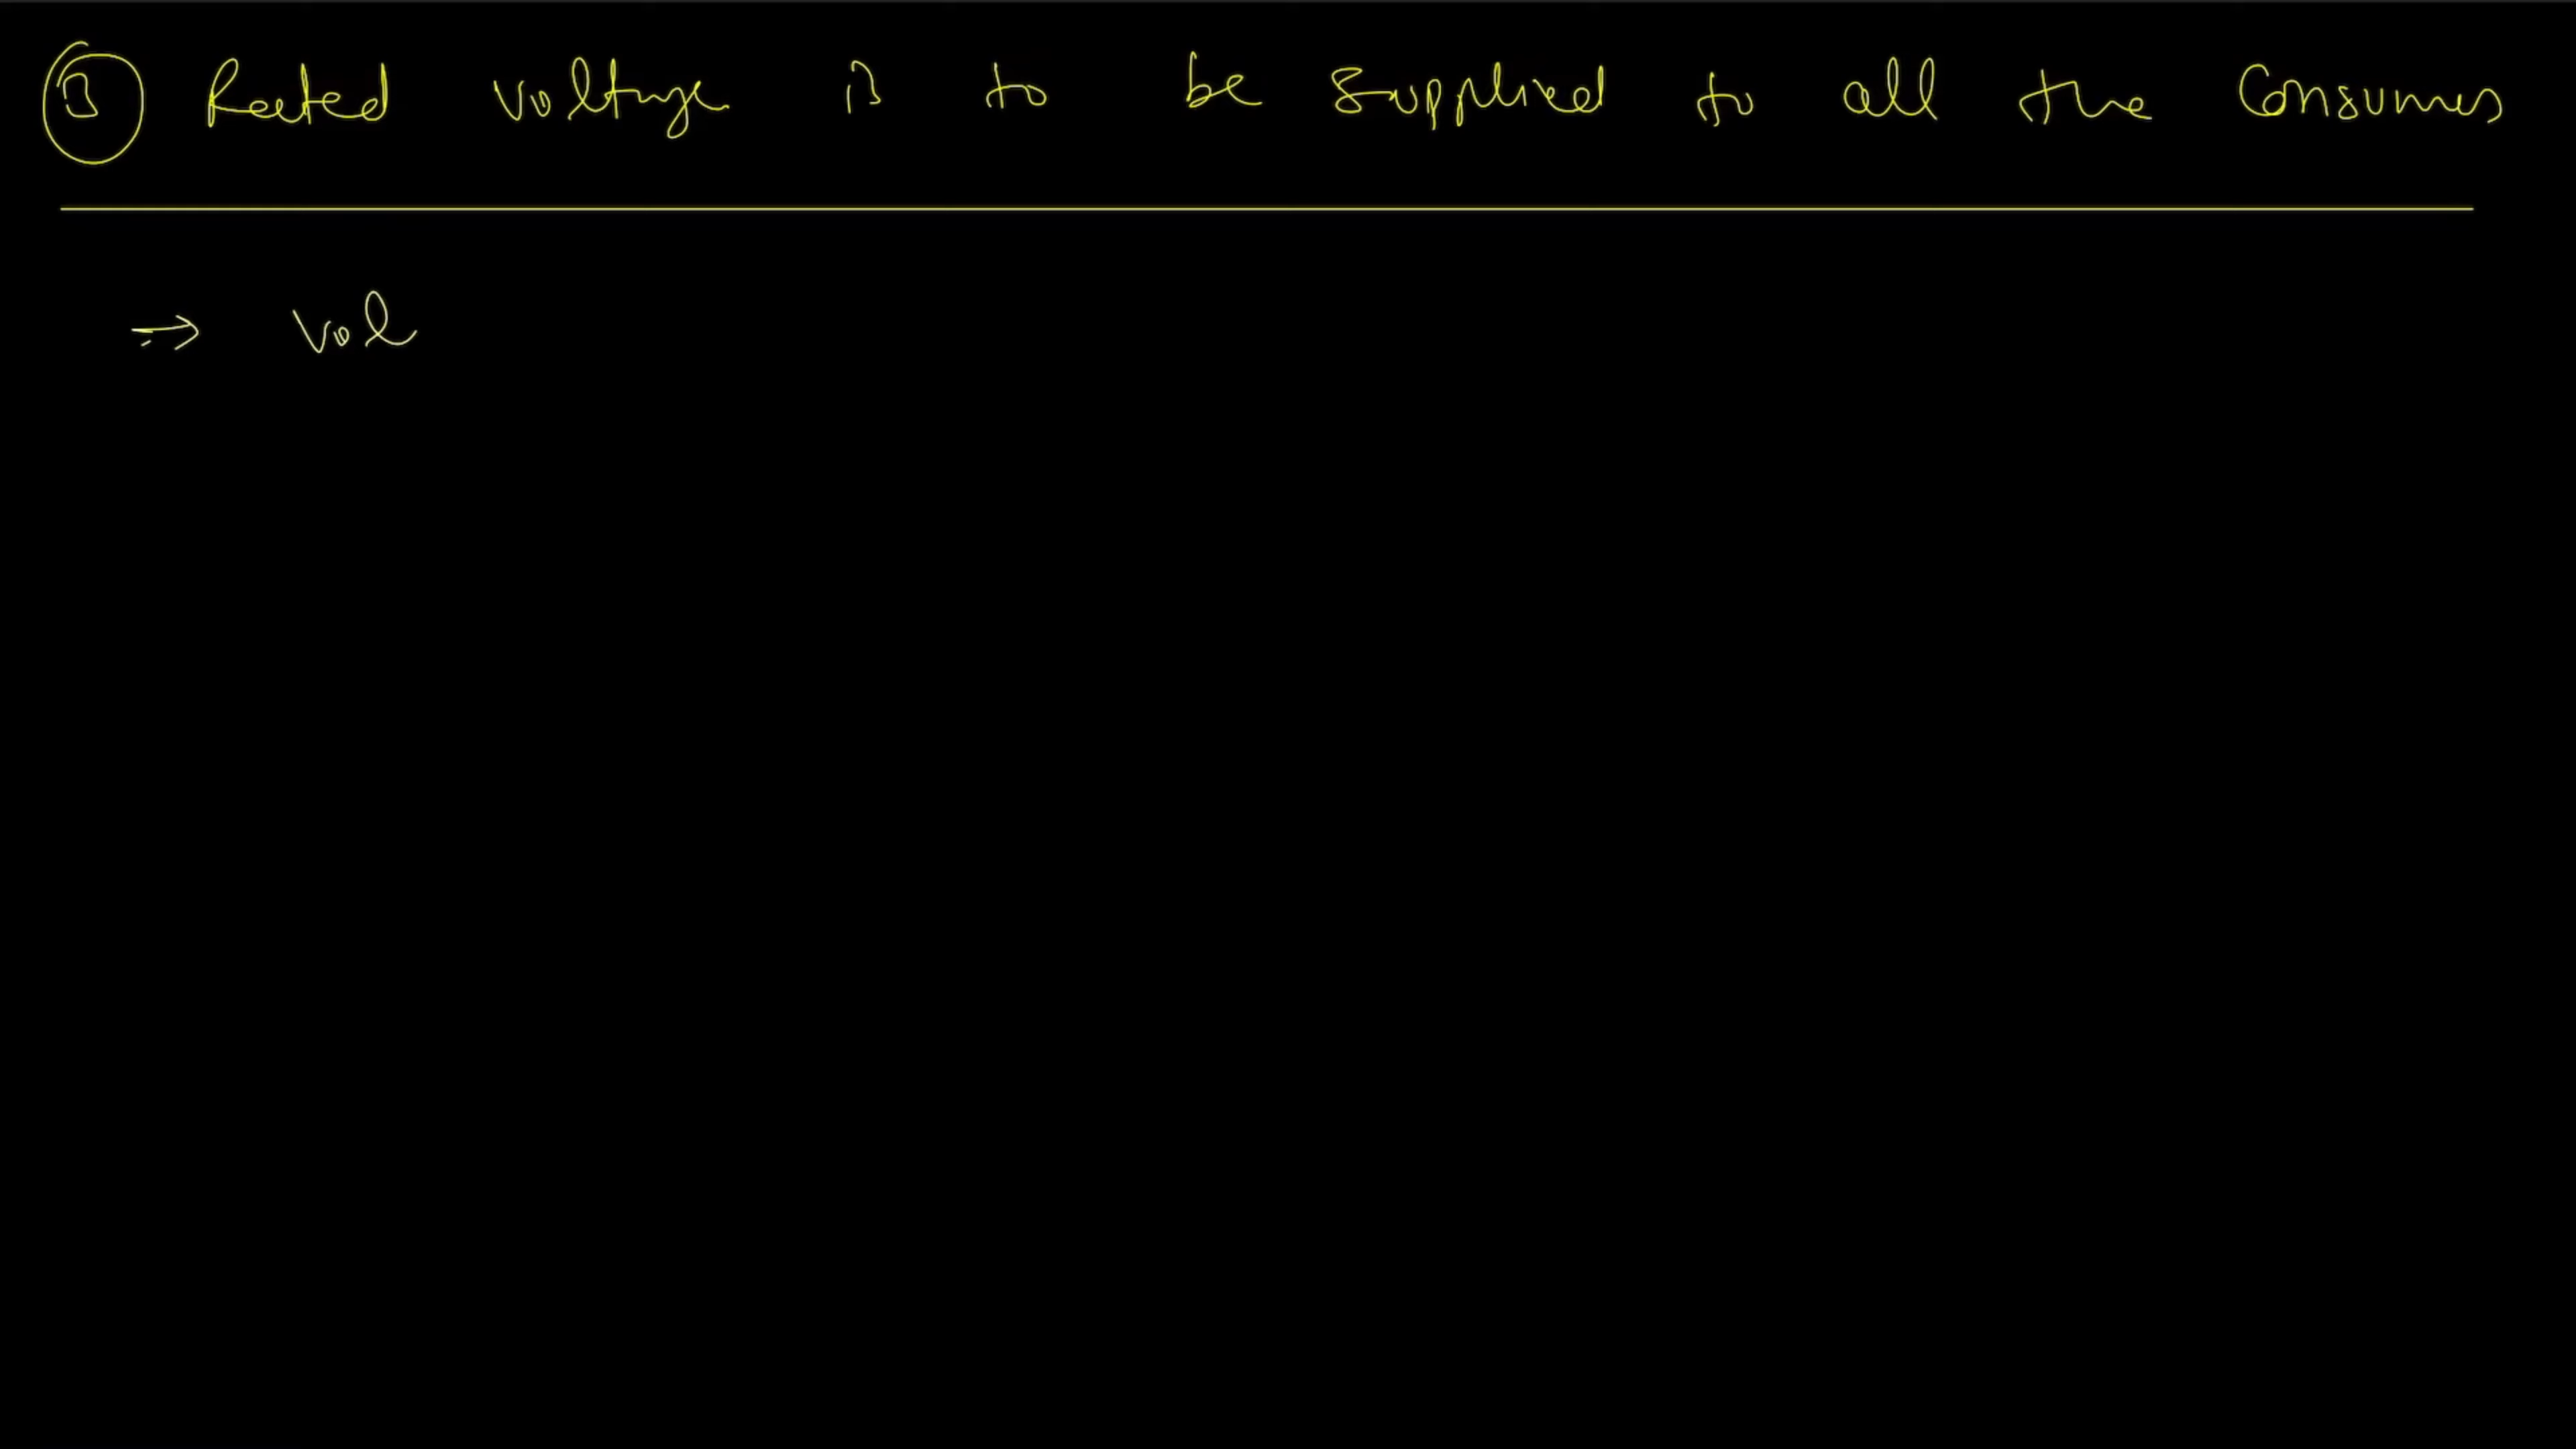 ③ Rated voltage is to be supplied to all the Consumers
→ Vol